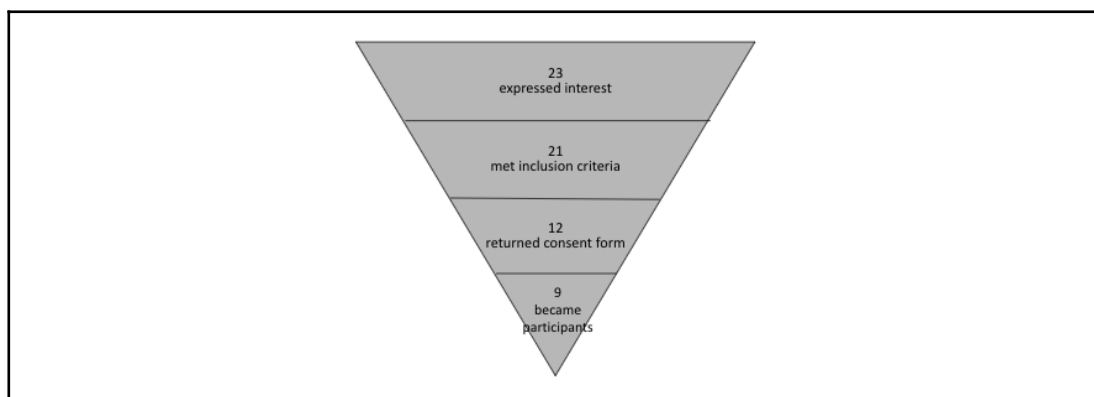 23
expressed interest
21
met inclusion criteria
12
returned consent form
9
became
participants